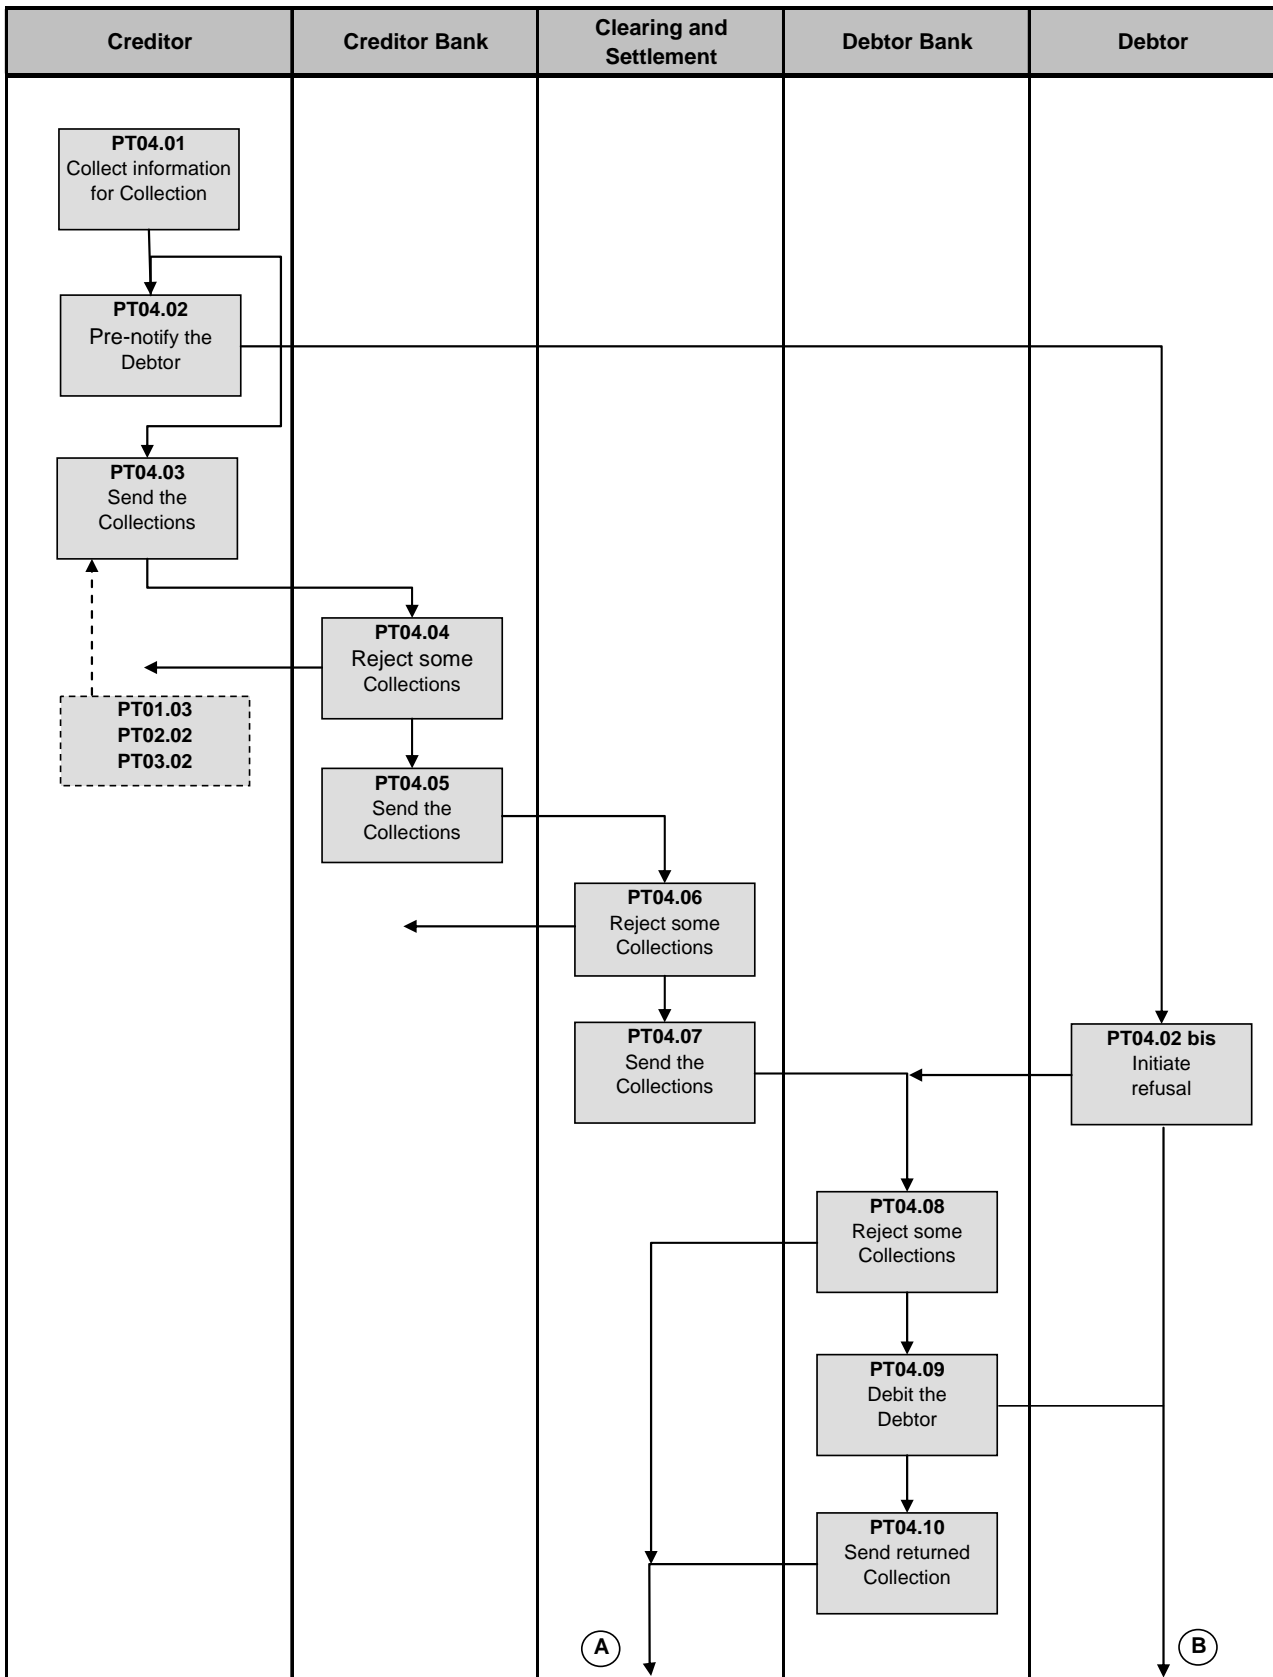 Creditor
Creditor Bank
Clearing and
Settlement
Debtor Bank
Debtor
PT04.01
Collect information
for Collection
PT04.02
Pre-notify the
Debtor
PT04.03
Send the
Collections
PT04.04
Reject some
Collections
PT01.03
PT02.02
PT03.02
PT04.05
Send the
Collections
PT04.06
Reject some
Collections
PT04.07
Send the
Collections
PT04.02 bis
Initiate
refusal
PT04.08
Reject some
Collections
PT04.09
Debit the
Debtor
PT04.10
Send returned
Collection
A
B